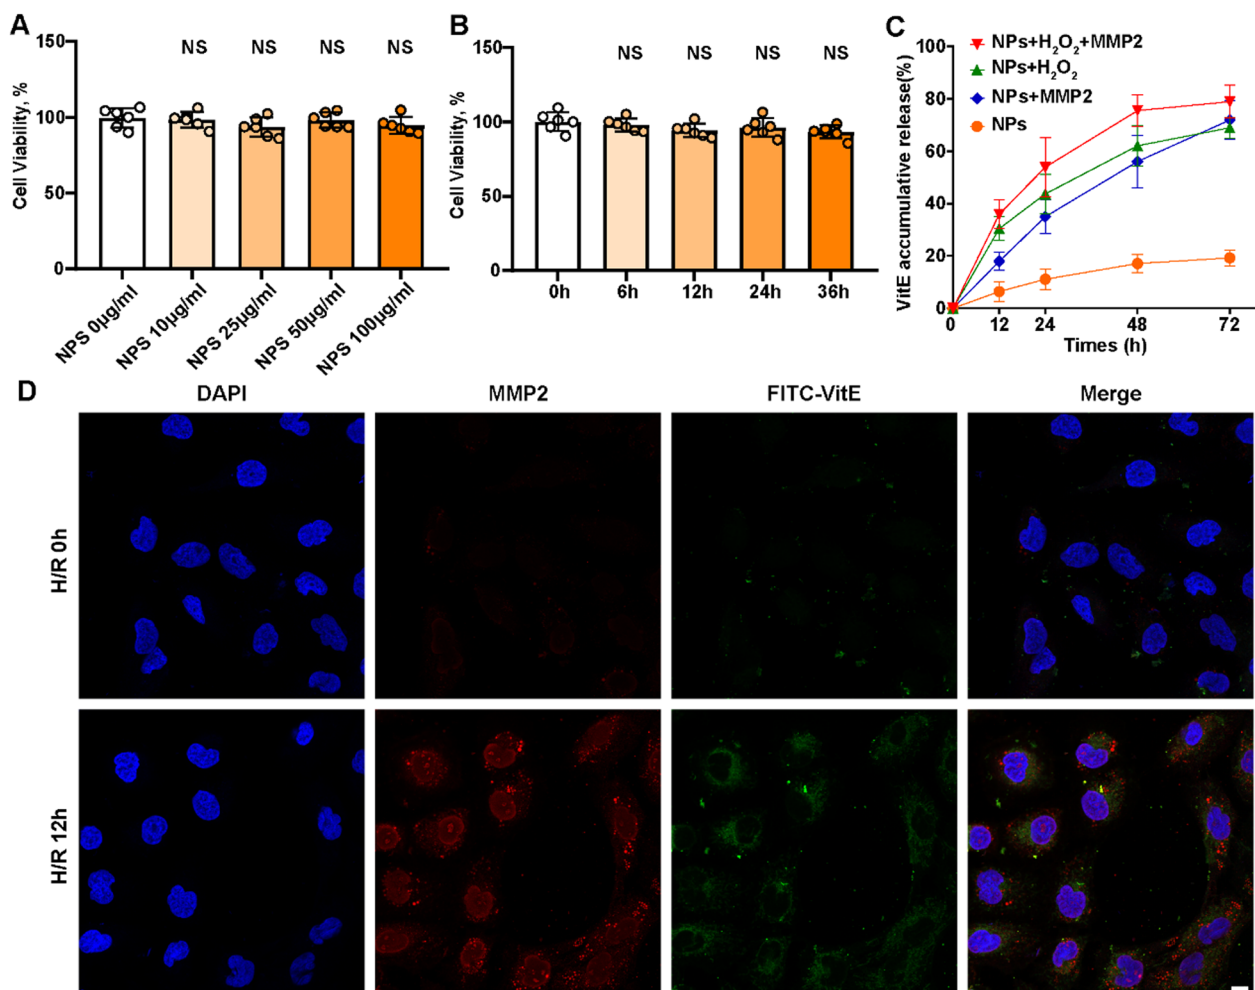 A
Cell Viability, %
150
100
50
0
NS
NS
NS
NS
NPS 0μg/ml
NPS 10μg/ml
NPS 25μg/ml
NPS 50μg/ml
NPS 100μg/ml
B
Cell Viability, %
150
100
50
0
NS
NS
NS
NS
0h
6h
12h
24h
36h
C
VitE accumulative release(%)
100
80
60
40
20
0
NPs+H₂O₂+MMP2
NPs+H₂O₂
NPs+MMP2
NPs
0
12
24
48
72
Times (h)
D
DAPI
MMP2
FITC-VitE
Merge
H/R 0h
H/R 12h